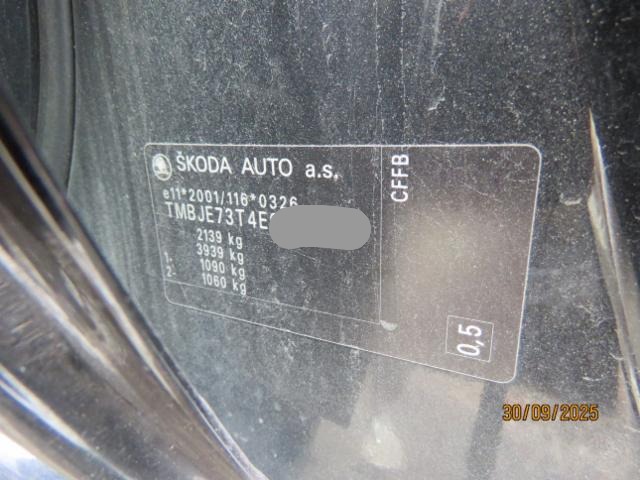 ŠKODA AUTO a.s.
e11*2001/116*0326
TMBJE73T4E
2139 kg
3939 kg
1. 1090 kg
2- 1060 kg
CFFB
0,5
30/09/2025